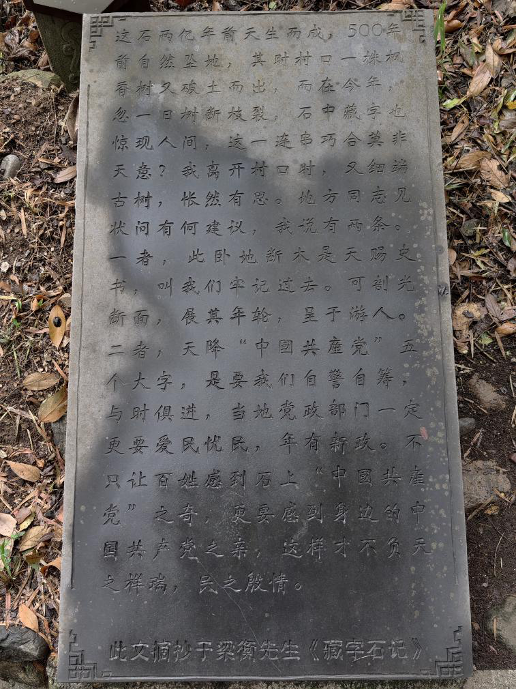 这石两亿年前天生而成，500年
前自然坠地，其时村口一株枫
香树又破土而出，而在今年，
忽一日树断枝裂，石中藏字也
惊现人间，这一连串巧合莫非
天意？我离开村口时，又细端
古树，怅然有思。地方同志见
状问有何建议，我说有两条。
一者，此卧地断木是天赐史
书，叫我们牢记过去。可刨光
断面，展其年轮，呈于游人。
二者，天降“中國共産党”五
个大字，是要我们自警自筹，
与时俱进，当地党政部门一定
更要爱民忧民，年有新政。不
只让百姓感到石上“中國共產
党”之奇，更要感到身边的中
国共产党之亲，这样才不负天
之祥瑞，民之殷情。
此文摘抄于梁衡先生《藏字石记》